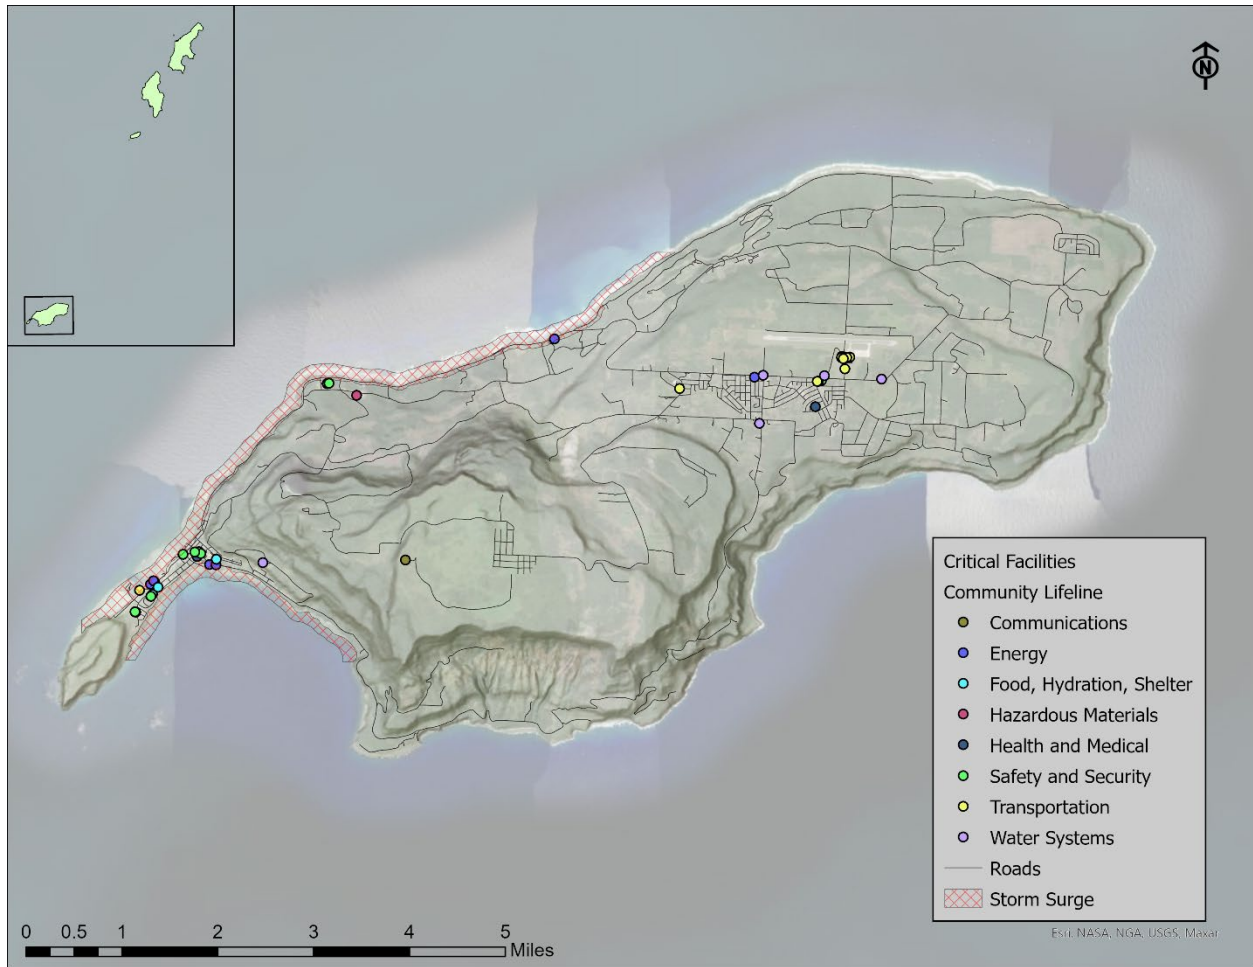 N
Critical Facilities
Community Lifeline
Communications
Energy
Food, Hydration, Shelter
Hazardous Materials
Health and Medical
Safety and Security
Transportation
Water Systems
Roads
Storm Surge
0 0.5 1 2 3 4 5
Miles
Esri, NASA, NGA, USGS, Maxar